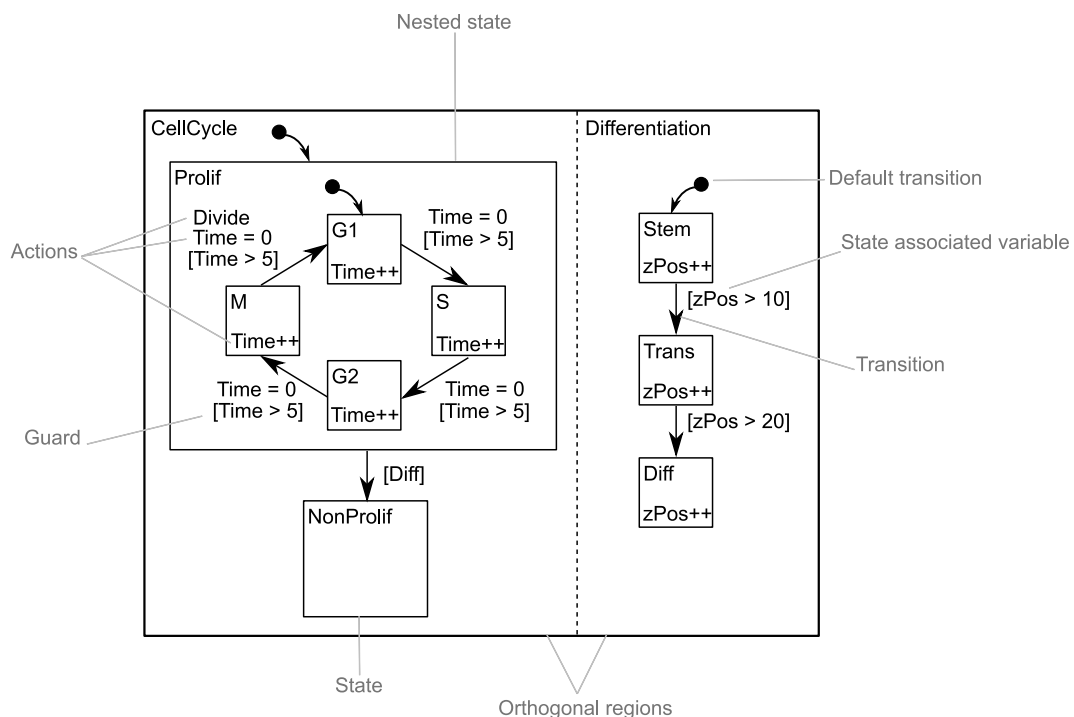 Nested state
CellCycle
Differentiation
Prolif
Default transition
Divide
Time = 0
[Time > 5]
G1
Time++
Time = 0
[Time > 5]
Stem
zPos++
State associated variable
Actions
M
Time++
S
Time++
[zPos > 10]
G2
Time++
Trans
zPos++
Transition
Time = 0
[Time > 5]
Time = 0
[Time > 5]
Guard
[zPos > 20]
[Diff]
Diff
zPos++
NonProlif
State
Orthogonal regions